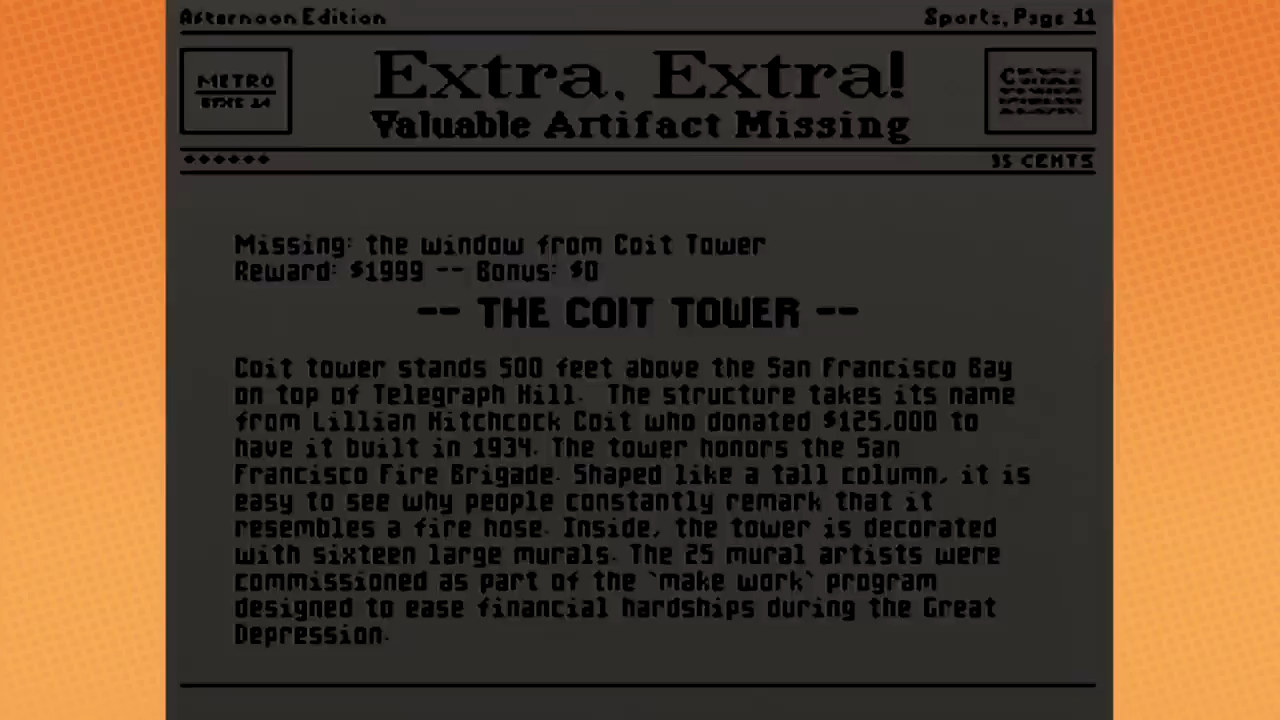 Afternoon Edition
Sports, Page 11
METRO
Extra, Extra!
Valuable Artifact Missing
35 CENTS
Missing: the window from Coit Tower
Reward: $1999 -- Bonus: $0
-- THE COIT TOWER --
Coit tower stands 500 feet above the San Francisco Bay
on top of Telegraph Hill.  The structure takes its name
from Lillian Hitchcock Coit who donated $125,000 to
have it built in 1934. The tower honors the San
Francisco Fire Brigade. Shaped like a tall column, it is
easy to see why people constantly remark that it
resembles a fire hose. Inside, the tower is decorated
with sixteen large murals. The 25 mural artists were
commissioned as part of the `make work` program
designed to ease financial hardships during the Great
Depression.